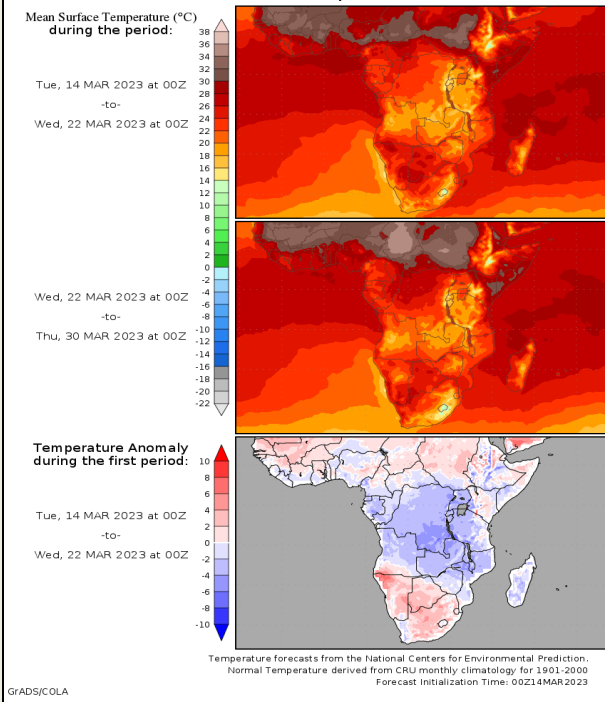 Mean Surface Temperature (°C)
during the period:
Tue, 14 MAR 2023 at 00Z
-to-
Wed, 22 MAR 2023 at 00Z
38
36
34
32
30
28
26
24
22
20
18
16
14
12
10
8
6
4
2
0
-2
-4
-6
-8
-10
-12
-14
-16
-18
-20
-22
Wed, 22 MAR 2023 at 00Z
-to-
Thu, 30 MAR 2023 at 00Z
Temperature Anomaly
during the first period:
Tue, 14 MAR 2023 at 00Z
-to-
Wed, 22 MAR 2023 at 00Z
10
8
6
4
2
0
-2
-4
-6
-8
-10
Temperature forecasts from the National Centers for Environmental Prediction.
Normal Temperature derived from CRU monthly climatology for 1901-2000
Forecast Initialization Time: 00Z14MAR2023
GrADS/COLA